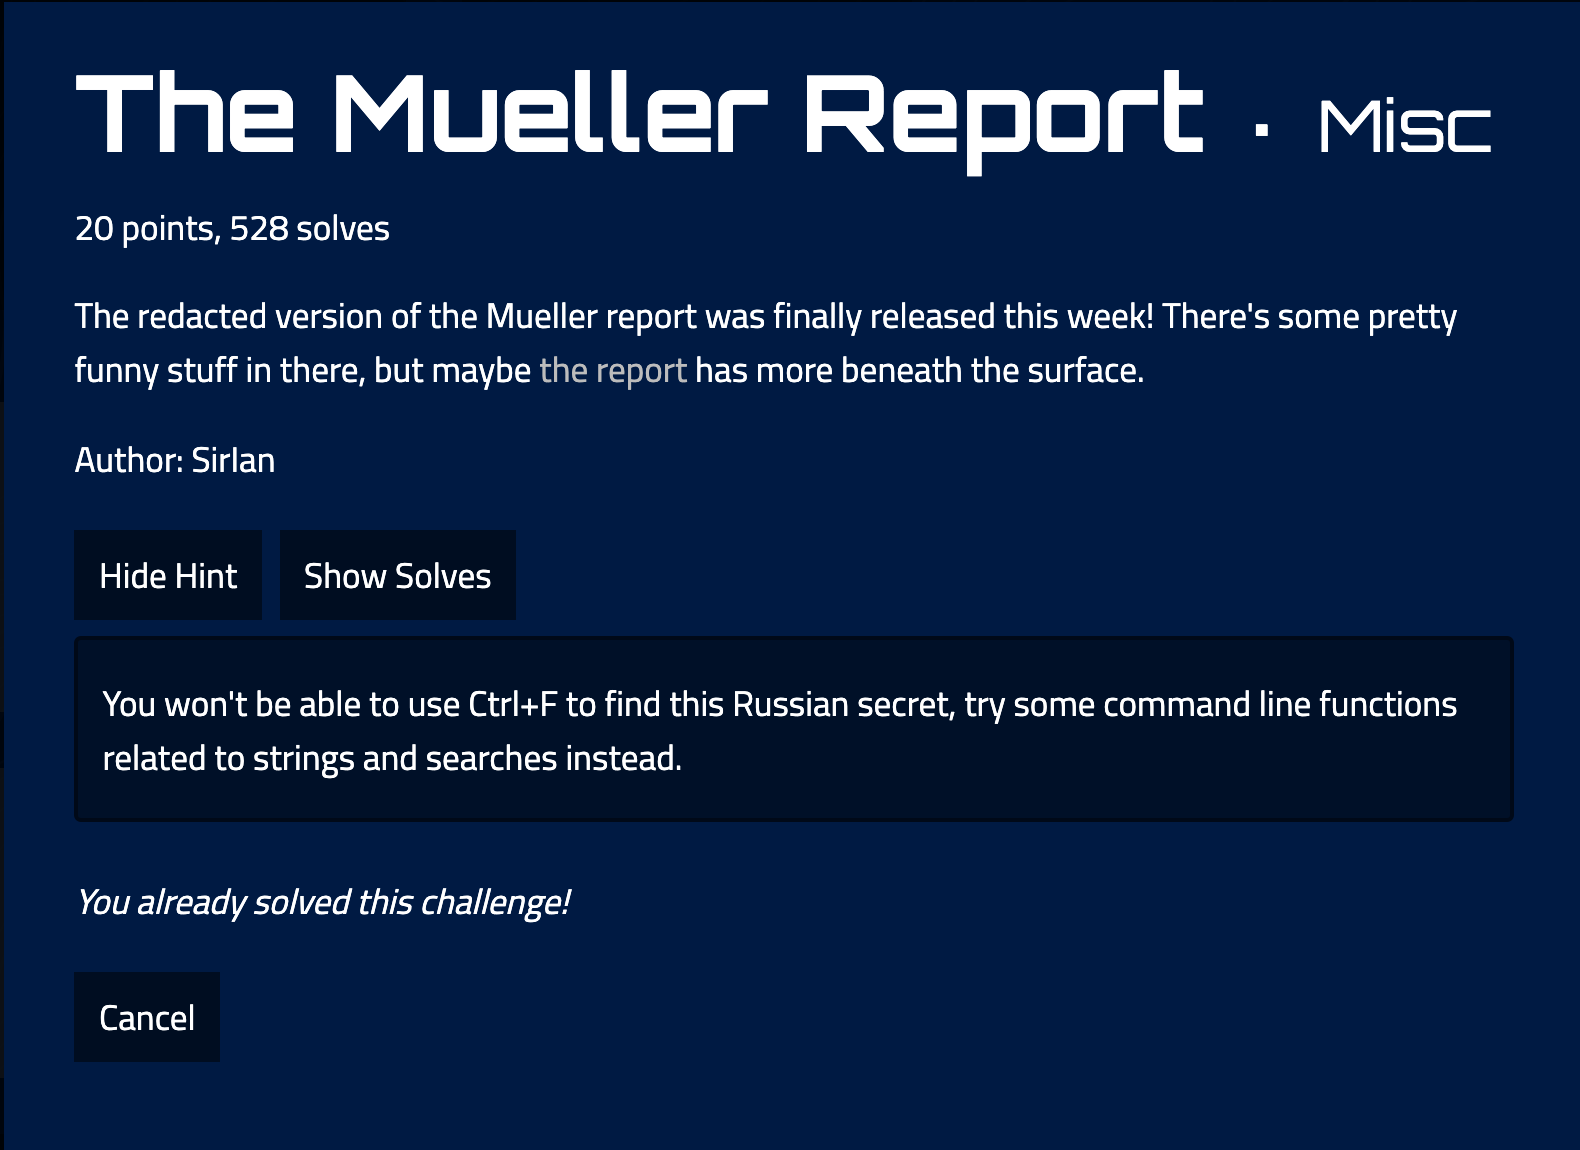 The Mueller Report · Misc
20 points, 528 solves
The redacted version of the Mueller report was finally released this week! There's some pretty
funny stuff in there, but maybe the report has more beneath the surface.
Author: SirIan
Hide Hint Show Solves
You won't be able to use Ctrl+F to find this Russian secret, try some command line functions
related to strings and searches instead.
You already solved this challenge!
Cancel